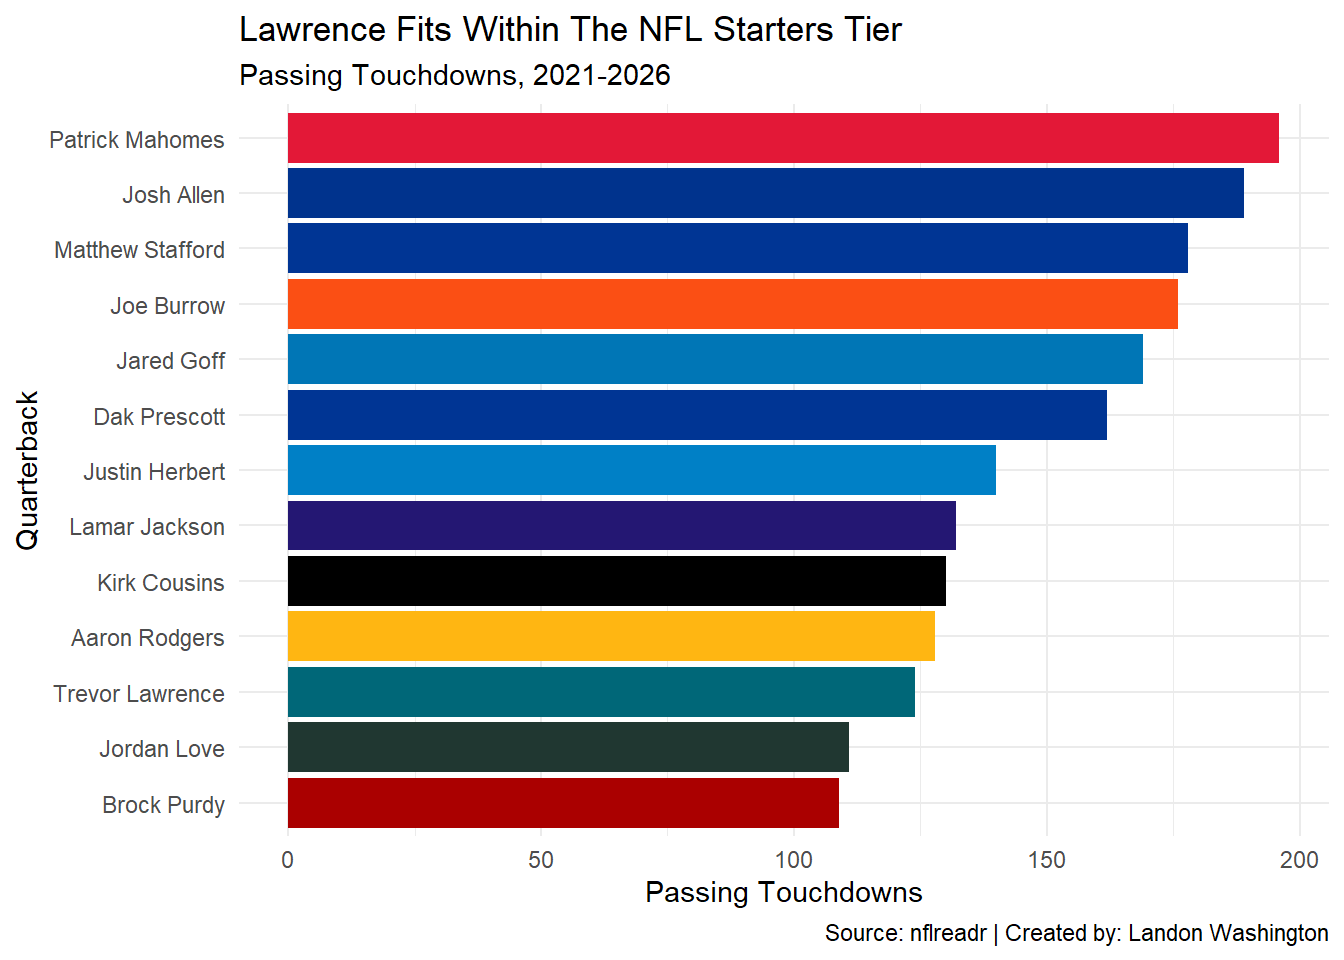 Lawrence Fits Within The NFL Starters Tier
Passing Touchdowns, 2021-2026
Quarterback
Patrick Mahomes
Josh Allen
Matthew Stafford
Joe Burrow
Jared Goff
Dak Prescott
Justin Herbert
Lamar Jackson
Kirk Cousins
Aaron Rodgers
Trevor Lawrence
Jordan Love
Brock Purdy
0 50 100 150 200
Passing Touchdowns
Source: nflreadr | Created by: Landon Washington